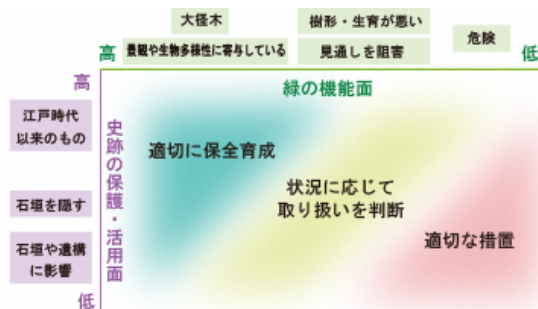 大径木
樹形・生育が悪い
危険
高
景観や生物多様性に寄与している
見通しを阻害
低
緑の機能面
高
江戸時代
以来のもの
石垣を隠す
石垣や遺構
に影響
低
史跡の保護・活用面
適切に保全育成
状況に応じて
取り扱いを判断
適切な措置